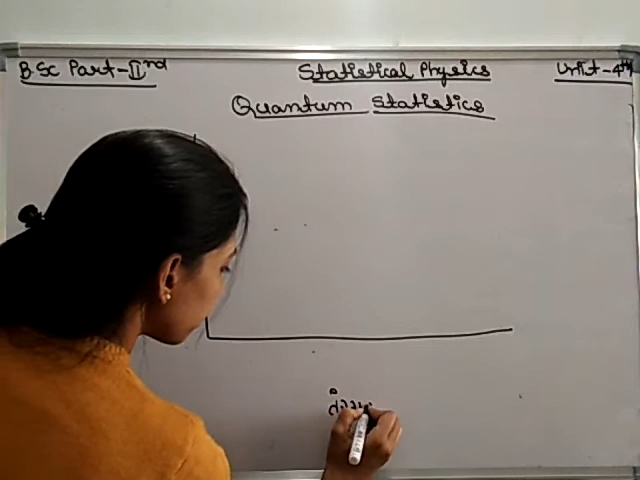 B.Sc Part-IInd
Statistical Physics
Unit-4th
Quantum Statistics